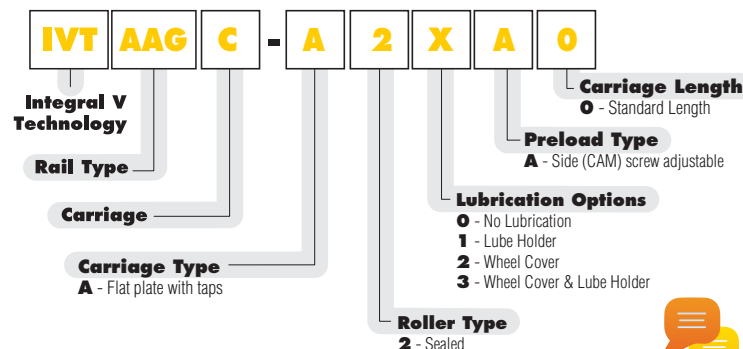 IVT AAG C - A 2 X A 0
Carriage Length
0 - Standard Length
Integral V
Technology
Preload Type
A - Side (CAM) screw adjustable
Rail Type
Lubrication Options
0 - No Lubrication
1 - Lube Holder
2 - Wheel Cover
3 - Wheel Cover & Lube Holder
Carriage
Carriage Type
A - Flat plate with taps
Roller Type
2 - Sealed